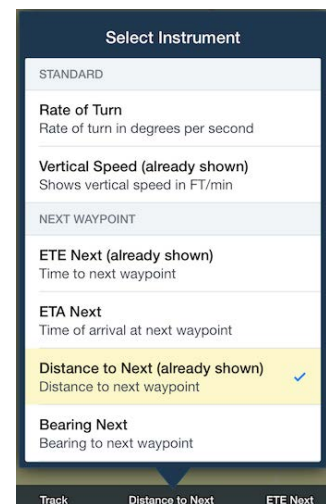 Select Instrument
STANDARD
Rate of Turn
Rate of turn in degrees per second
Vertical Speed (already shown)
Shows vertical speed in FT/min
NEXT WAYPOINT
ETE Next (already shown)
Time to next waypoint
ETA Next
Time of arrival at next waypoint
Distance to Next (already shown)
Distance to next waypoint
Bearing Next
Bearing to next waypoint
Track Distance to Next ETE Next